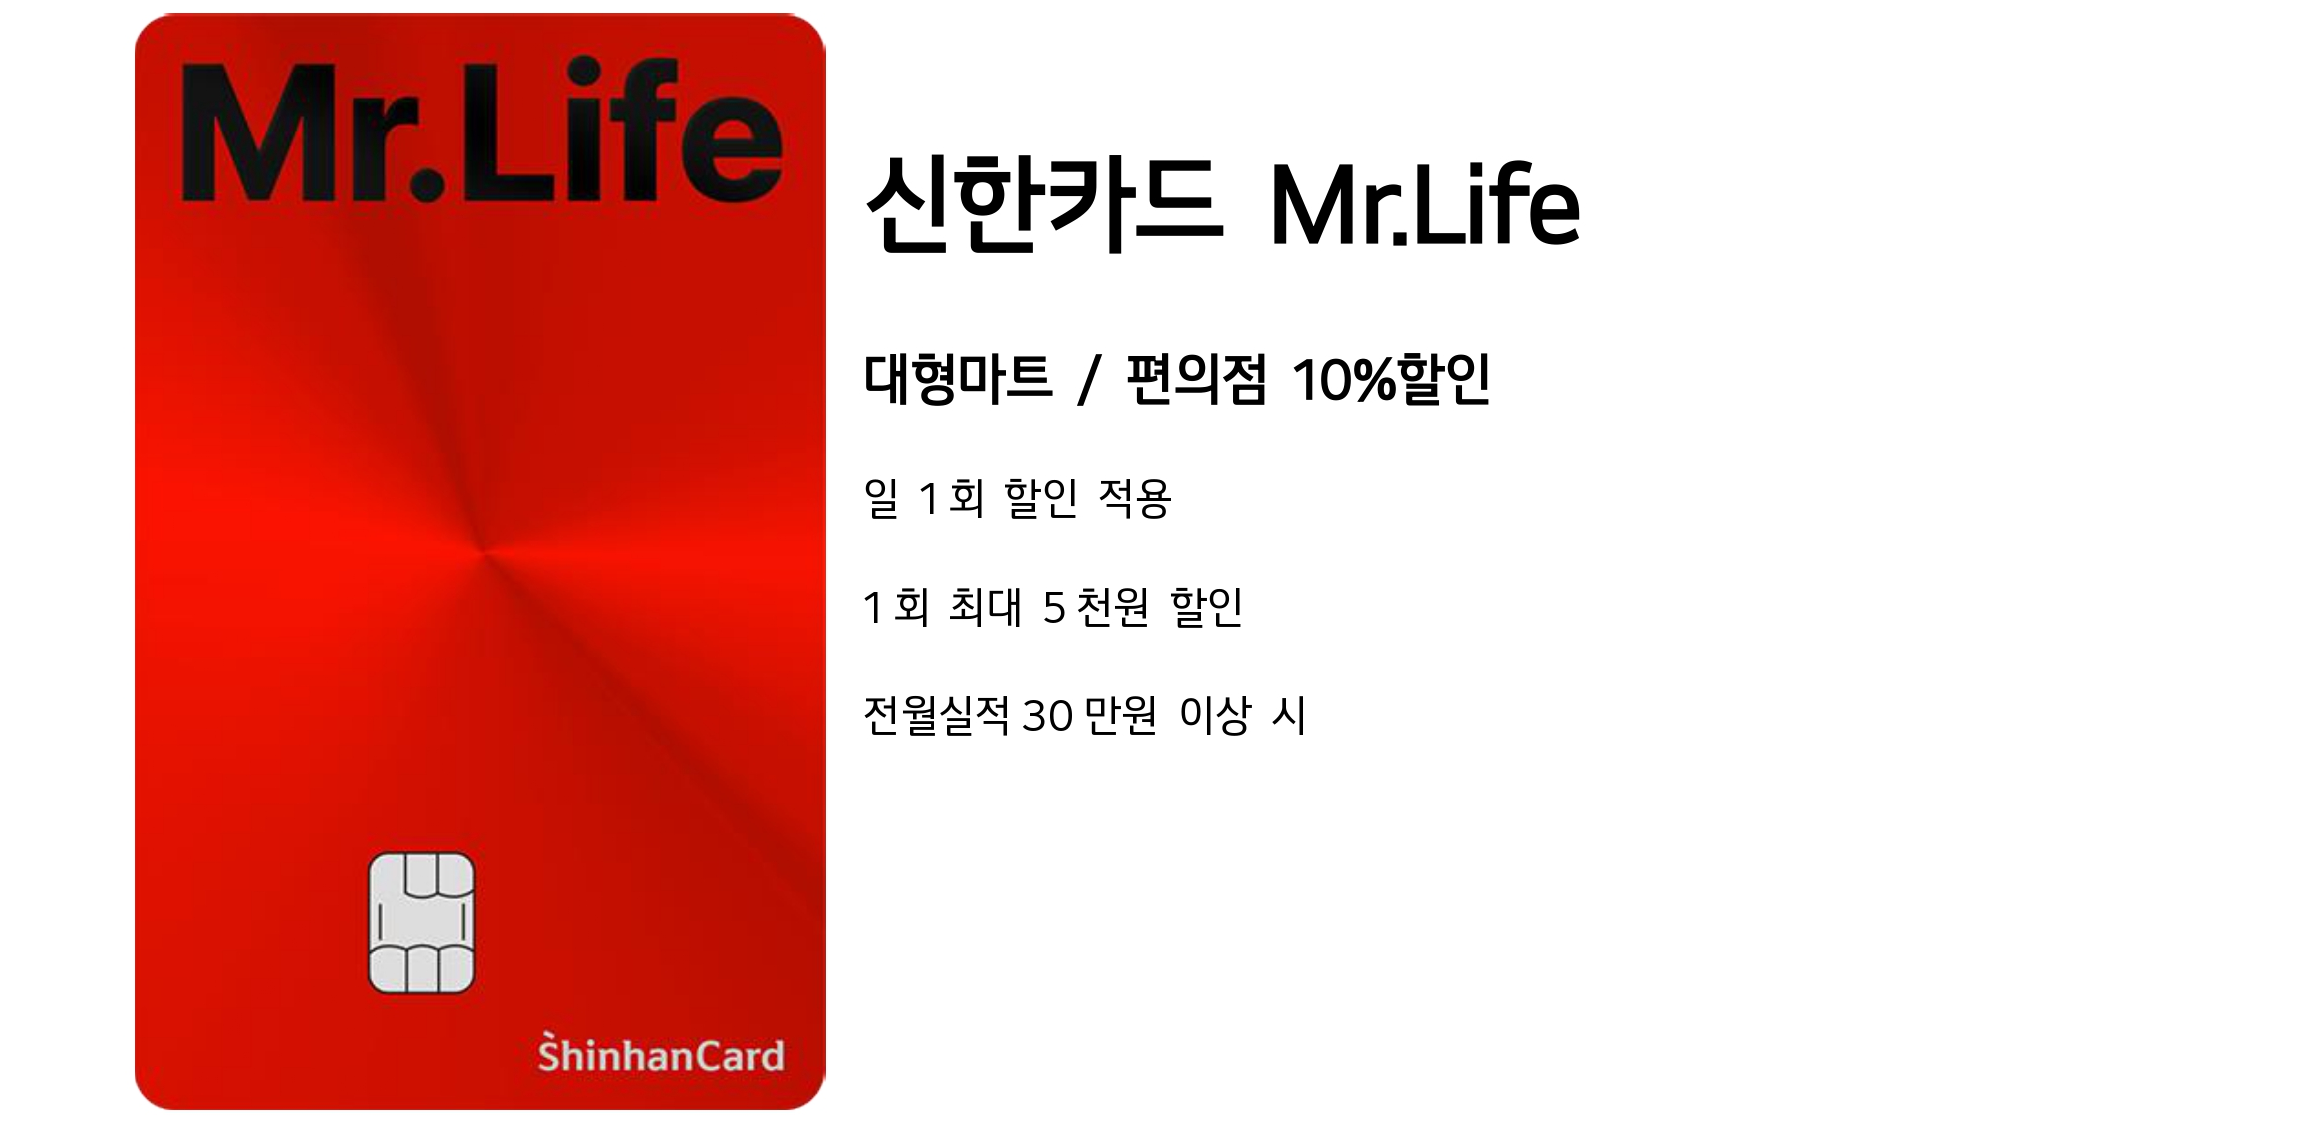 Mr.Life
ShinhanCard
신한카드 Mr.Life
대형마트 / 편의점 10%할인
일 1회 할인 적용
1회 최대 5천원 할인
전월실적 30만원 이상 시